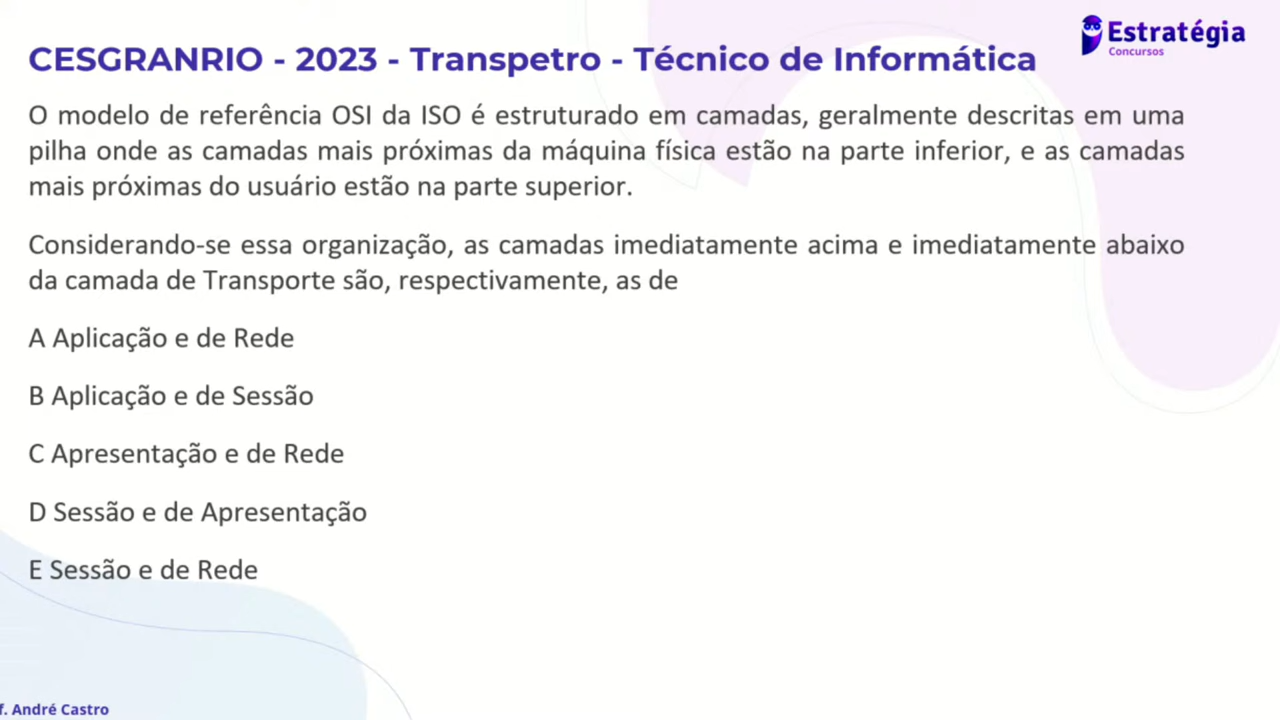 CESGRANRIO - 2023 - Transpetro - Técnico de Informática
Estratégia
Concursos
O modelo de referência OSI da ISO é estruturado em camadas, geralmente descritas em uma
pilha onde as camadas mais próximas da máquina física estão na parte inferior, e as camadas
mais próximas do usuário estão na parte superior.
Considerando-se essa organização, as camadas imediatamente acima e imediatamente abaixo
da camada de Transporte são, respectivamente, as de
A Aplicação e de Rede
B Aplicação e de Sessão
C Apresentação e de Rede
D Sessão e de Apresentação
E Sessão e de Rede
f. André Castro